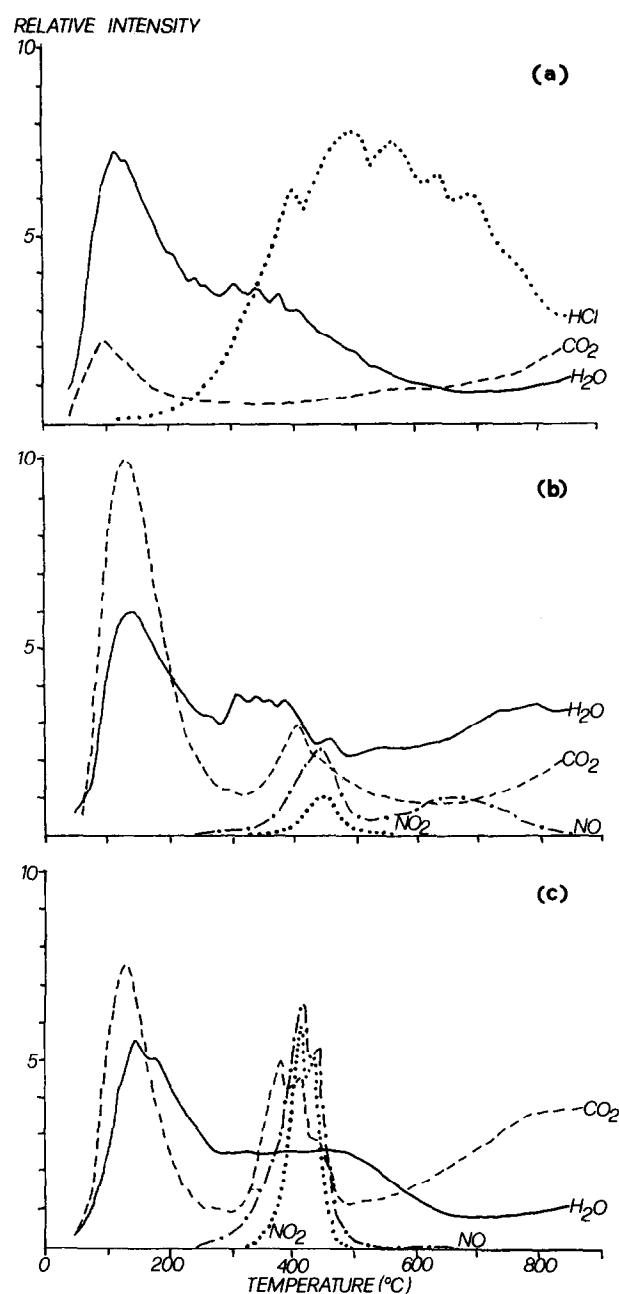 RELATIVE INTENSITY
10
(a)
5
HCl
CO2
H2O
10
(b)
5
H2O
CO2
NO2
NO
10
(c)
5
CO2
H2O
NO2
NO
0
0 200 400 600 800
TEMPERATURE (°C)